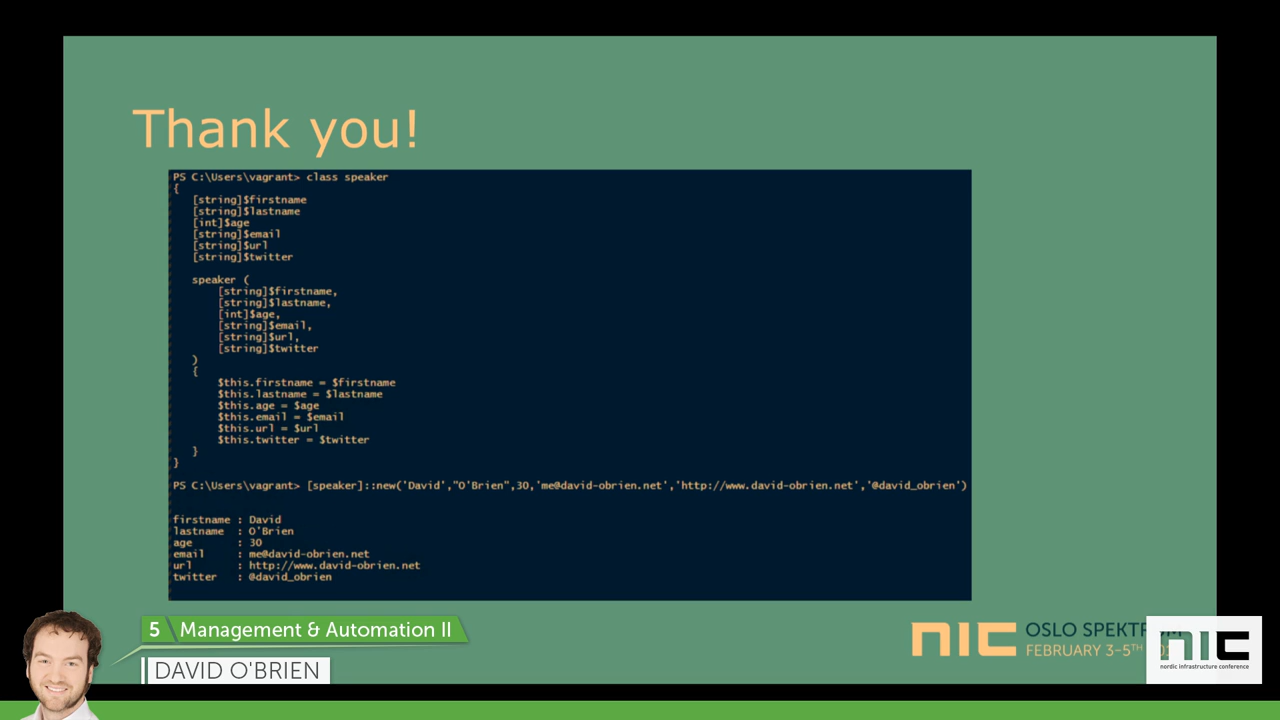 Thank you!
PS C:\Users\vagrant> class speaker
{
[string]$firstname
[string]$lastname
[int]$age
[string]$email
[string]$url
[string]$twitter
speaker (
[string]$firstname,
[string]$lastname,
[int]$age,
[string]$email,
[string]$url,
[string]$twitter
)
{
$this.firstname = $firstname
$this.lastname = $lastname
$this.age = $age
$this.email = $email
$this.url = $url
$this.twitter = $twitter
}
}
PS C:\Users\vagrant> [speaker]::new('David',"O'Brien",30,'me@david-obrien.net','http://www.david-obrien.net','@david_obrien')
firstname : David
lastname : O'Brien
age : 30
email : me@david-obrien.net
url : http://www.david-obrien.net
twitter : @david_obrien
5 Management & Automation II
DAVID O'BRIEN
NIC OSLO SPEKTR
FEBRUARY 3-5TH
NIC
nordic infrastructure conference